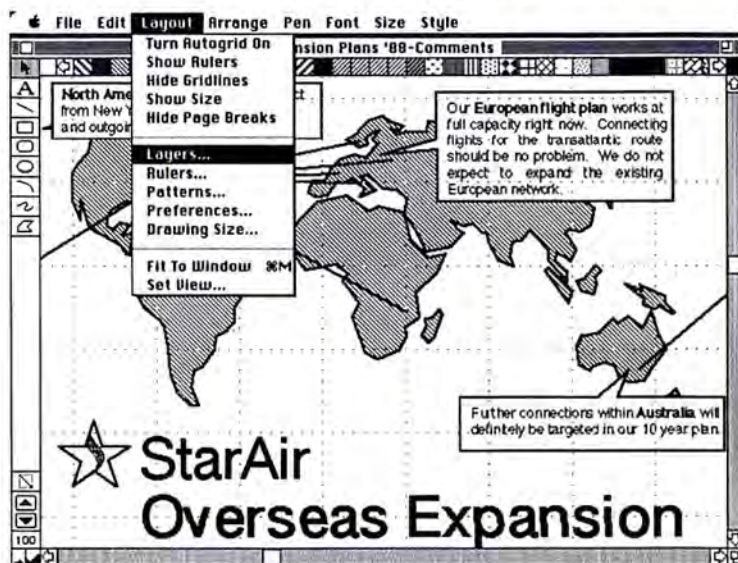 File Edit Layout Arrange Pen Font Size Style
nsion Plans '88-Comments
Turn Autogrid On
Show Rulers
Hide Gridlines
Show Size
Hide Page Breaks
Layers...
Rulers...
Patterns...
Preferences...
Drawing Size...
Fit To Window ⌘M
Set View...
A
North Ame
from New Y
and outgoin
ct
Our European flight plan works at
full capacity right now. Connecting
flights for the transatlantic route
should be no problem. We do not
expect to expand the existing
European network.
Futher connections within Australia will
defintely be targeted in our 10 year plan.
StarAir
Overseas Expansion
100